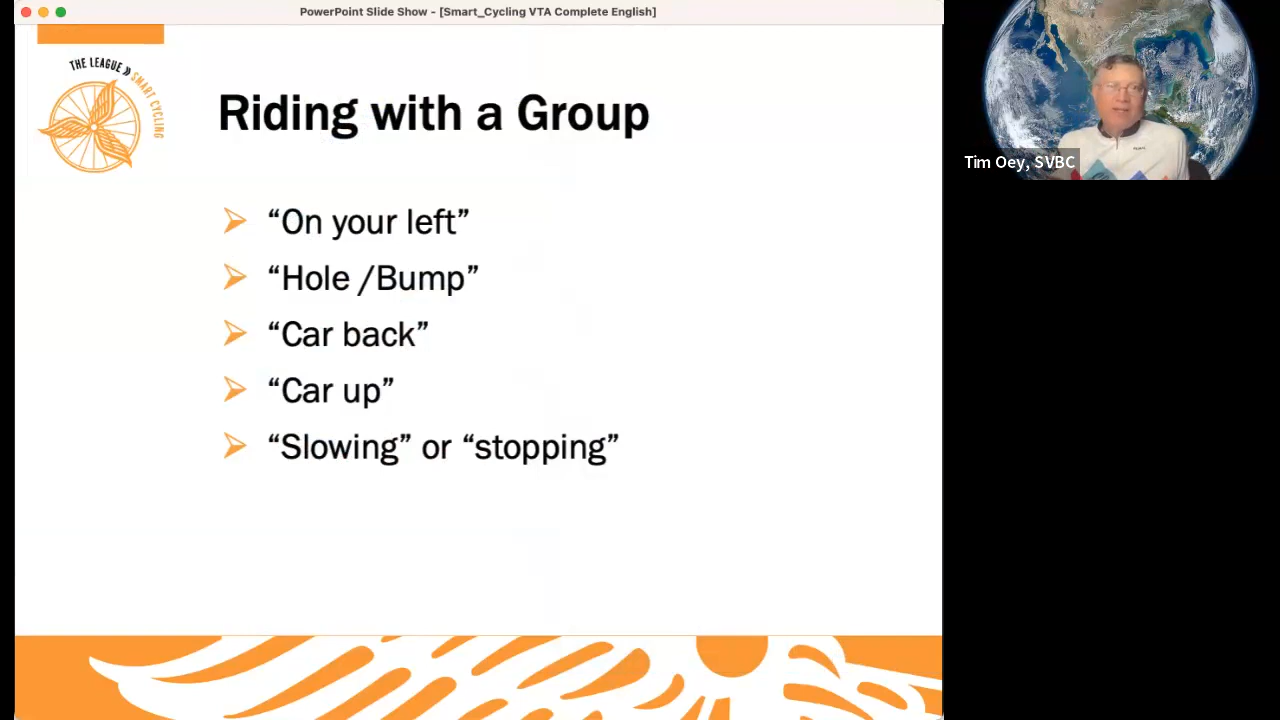 PowerPoint Slide Show - [Smart_Cycling VTA Complete English]
THE LEAGUE
SMART CYCLING
Riding with a Group
“On your left”
“Hole /Bump”
“Car back”
“Car up”
“Slowing” or “stopping”
Tim Oey, SVBC